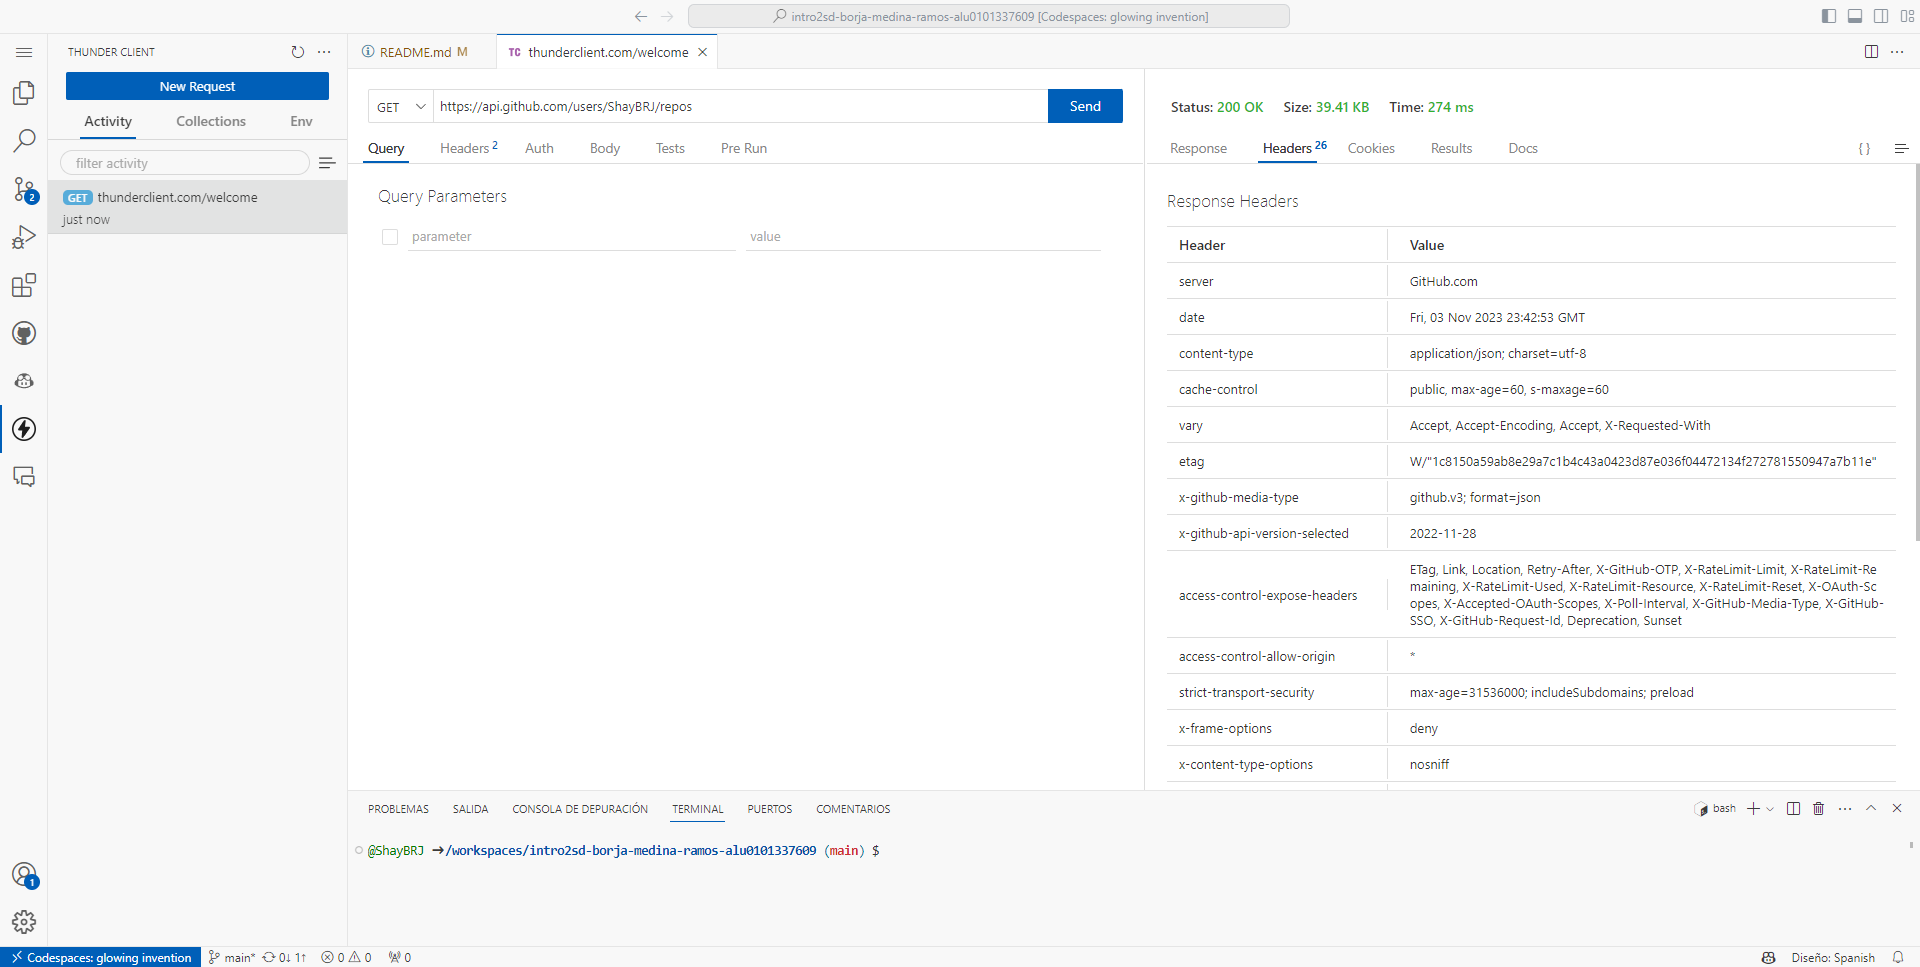 intro2sd-borja-medina-ramos-alu0101337609 [Codespaces: glowing invention]
THUNDER CLIENT
New Request
Activity Collections Env
filter activity
GET thunderclient.com/welcome
just now
2
1
README.md M
TC thunderclient.com/welcome
GET https://api.github.com/users/ShayBRJ/repos Send
Query Headers 2 Auth Body Tests Pre Run
Query Parameters
parameter value
Status: 200 OK Size: 39.41 KB Time: 274 ms
Response Headers 26 Cookies Results Docs { }
Response Headers
Header Value
server GitHub.com
date Fri, 03 Nov 2023 23:42:53 GMT
content-type application/json; charset=utf-8
cache-control public, max-age=60, s-maxage=60
vary Accept, Accept-Encoding, Accept, X-Requested-With
etag W/"1c8150a59ab8e29a7c1b4c43a0423d87e036f04472134f272781550947a7b11e"
x-github-media-type github.v3; format=json
x-github-api-version-selected 2022-11-28
access-control-expose-headers ETag, Link, Location, Retry-After, X-GitHub-OTP, X-RateLimit-Limit, X-RateLimit-Re
maining, X-RateLimit-Used, X-RateLimit-Resource, X-RateLimit-Reset, X-OAuth-Sc
opes, X-Accepted-OAuth-Scopes, X-Poll-Interval, X-GitHub-Media-Type, X-GitHub-
SSO, X-GitHub-Request-Id, Deprecation, Sunset
access-control-allow-origin *
strict-transport-security max-age=31536000; includeSubdomains; preload
x-frame-options deny
x-content-type-options nosniff
PROBLEMAS SALIDA CONSOLA DE DEPURACIÓN TERMINAL PUERTOS COMENTARIOS
bash
@ShayBRJ ➜/workspaces/intro2sd-borja-medina-ramos-alu0101337609 (main) $
Codespaces: glowing invention main* 0↓ 1↑ 0 0 0 Diseño: Spanish